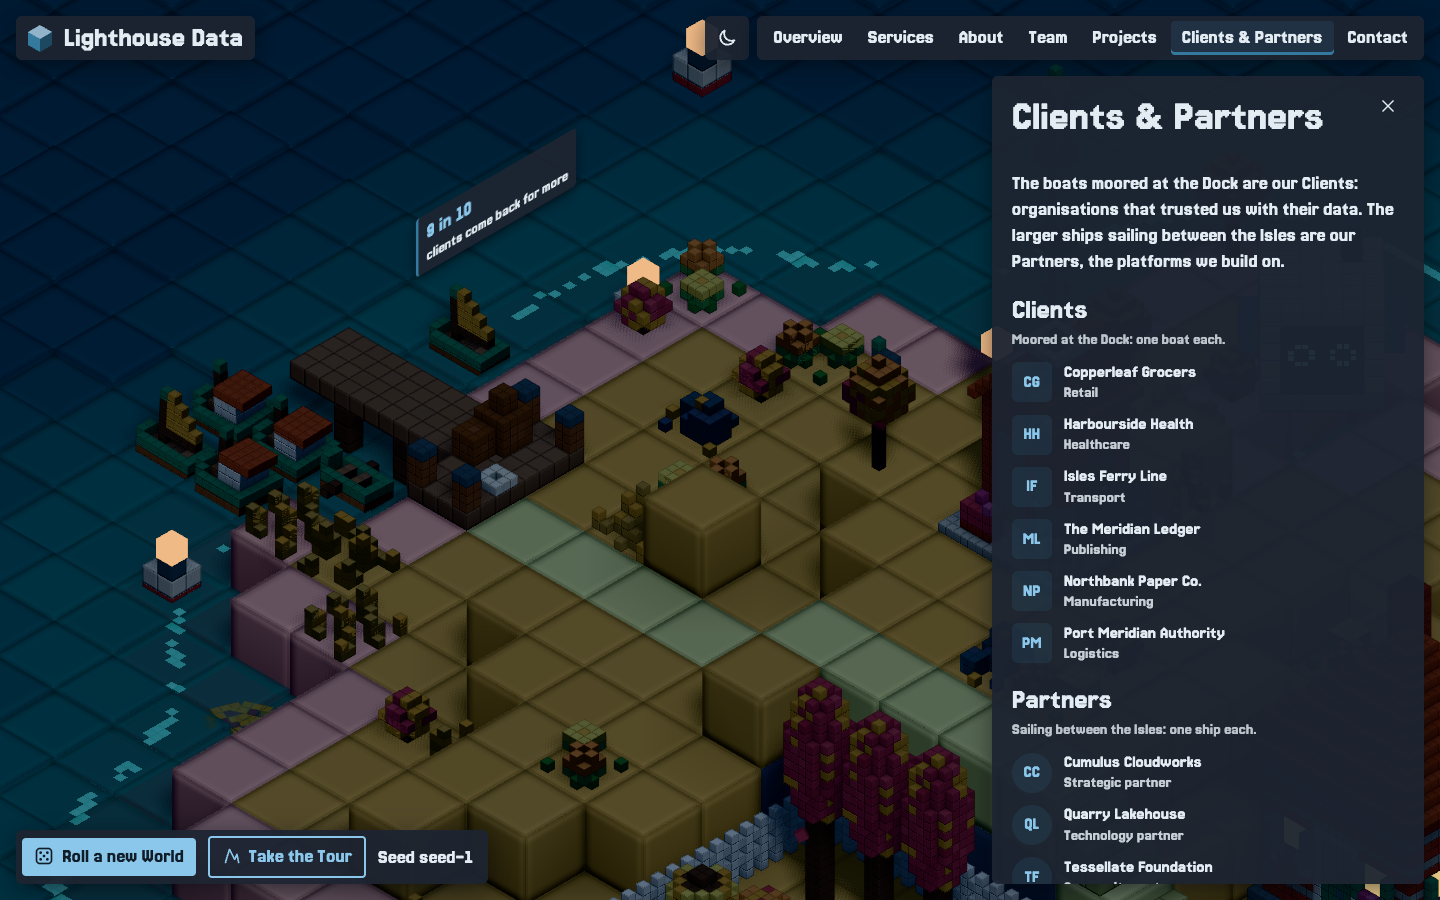 Lighthouse Data
Overview
Services
About
Team
Projects
Clients & Partners
Contact
9 in 10
clients come back for more
Clients & Partners
The boats moored at the Dock are our Clients:
organisations that trusted us with their data. The
larger ships sailing between the Isles are our
Partners, the platforms we build on.
Clients
Moored at the Dock: one boat each.
CG
Copperleaf Grocers
Retail
HH
Harbourside Health
Healthcare
IF
Isles Ferry Line
Transport
ML
The Meridian Ledger
Publishing
NP
Northbank Paper Co.
Manufacturing
PM
Port Meridian Authority
Logistics
Partners
Sailing between the Isles: one ship each.
CC
Cumulus Cloudworks
Strategic partner
QL
Quarry Lakehouse
Technology partner
TF
Tessellate Foundation
Roll a new World
Take the Tour
Seed seed-1